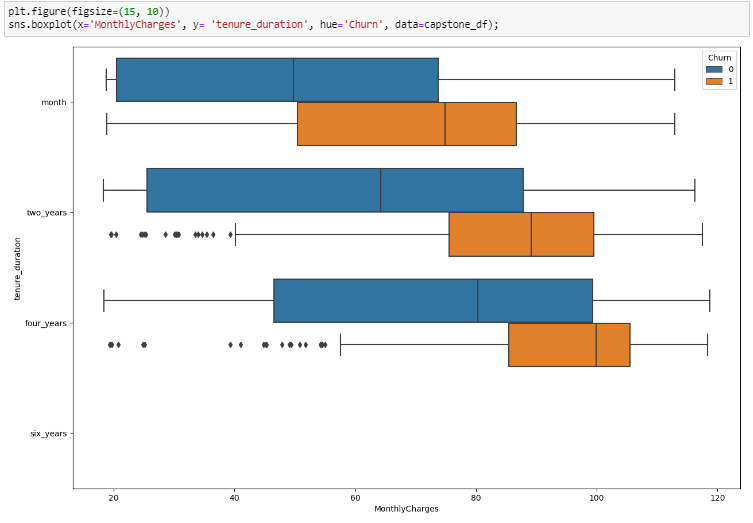 plt.figure(figsize=(15, 10))
sns.boxplot(x='MonthlyCharges', y= 'tenure_duration', hue='Churn', data=capstone_df);
Churn
0
1
month
two_years
four_years
six_years
tenure_duration
20 40 60 80 100 120
MonthlyCharges